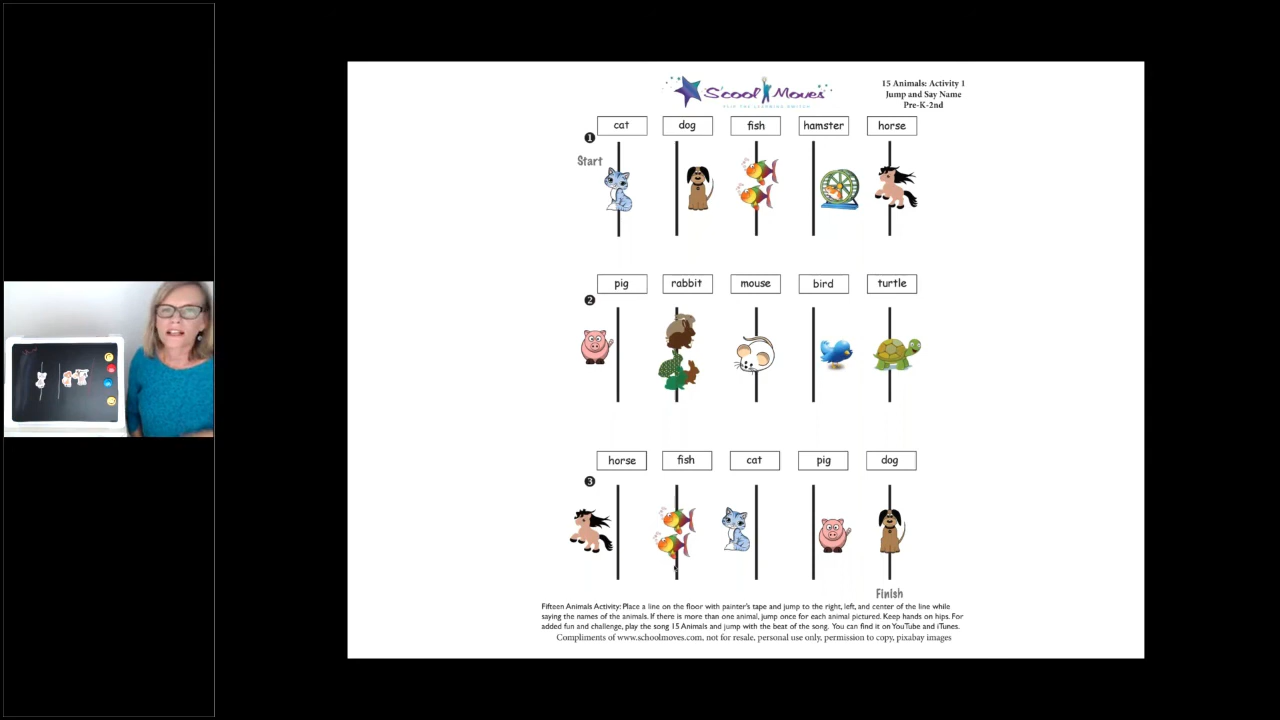 S'cool Moves
15 Animals: Activity 1
Jump and Say Name
Pre-K-2nd
cat dog fish hamster horse
1
Start
pig rabbit mouse bird turtle
2
horse fish cat pig dog
3
Finish
Fifteen Animals Activity: Place a line on the floor with painter's tape and jump to the right, left, and center of the line while
saying the names of the animals. If there is more than one animal, jump once for each animal pictured. Keep hands on hips. For
added fun and challenge, play the song 15 Animals and jump with the beat of the song. You can find it on YouTube and iTunes.
Compliments of www.schoolmoves.com, not for resale, personal use only, permission to copy, pixabay images